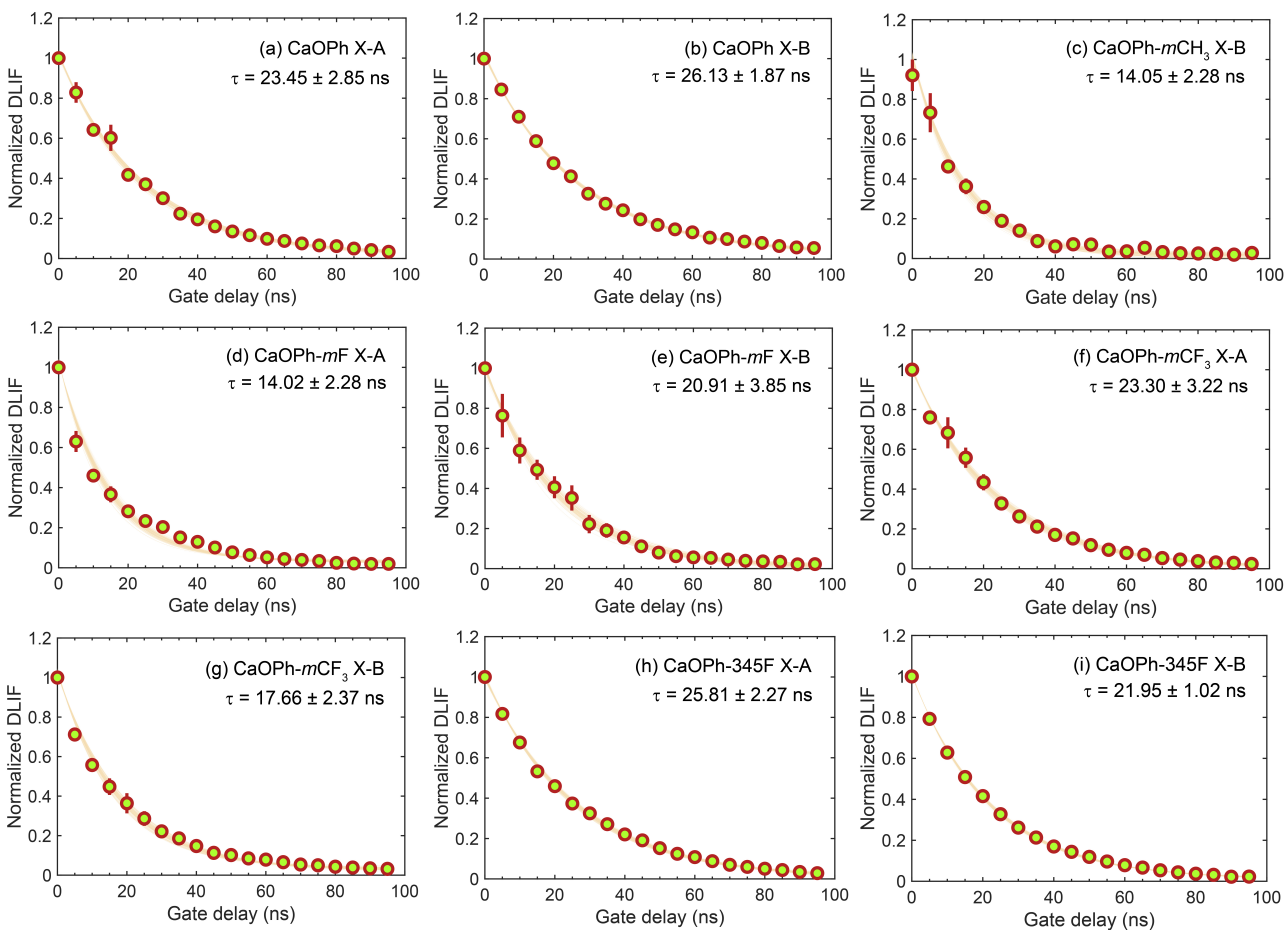 (a) CaOPh X-A
τ = 23.45 ± 2.85 ns
Normalized DLIF
1.2
1
0.8
0.6
0.4
0.2
0
0 20 40 60 80 100
Gate delay (ns)
(b) CaOPh X-B
τ = 26.13 ± 1.87 ns
Normalized DLIF
1.2
1
0.8
0.6
0.4
0.2
0
0 20 40 60 80 100
Gate delay (ns)
(c) CaOPh-mCH₃ X-B
τ = 14.05 ± 2.28 ns
Normalized DLIF
1.2
1
0.8
0.6
0.4
0.2
0
0 20 40 60 80 100
Gate delay (ns)
(d) CaOPh-mF X-A
τ = 14.02 ± 2.28 ns
Normalized DLIF
1.2
1
0.8
0.6
0.4
0.2
0
0 20 40 60 80 100
Gate delay (ns)
(e) CaOPh-mF X-B
τ = 20.91 ± 3.85 ns
Normalized DLIF
1.2
1
0.8
0.6
0.4
0.2
0
0 20 40 60 80 100
Gate delay (ns)
(f) CaOPh-mCF₃ X-A
τ = 23.30 ± 3.22 ns
Normalized DLIF
1.2
1
0.8
0.6
0.4
0.2
0
0 20 40 60 80 100
Gate delay (ns)
(g) CaOPh-mCF₃ X-B
τ = 17.66 ± 2.37 ns
Normalized DLIF
1.2
1
0.8
0.6
0.4
0.2
0
0 20 40 60 80 100
Gate delay (ns)
(h) CaOPh-345F X-A
τ = 25.81 ± 2.27 ns
Normalized DLIF
1.2
1
0.8
0.6
0.4
0.2
0
0 20 40 60 80 100
Gate delay (ns)
(i) CaOPh-345F X-B
τ = 21.95 ± 1.02 ns
Normalized DLIF
1.2
1
0.8
0.6
0.4
0.2
0
0 20 40 60 80 100
Gate delay (ns)